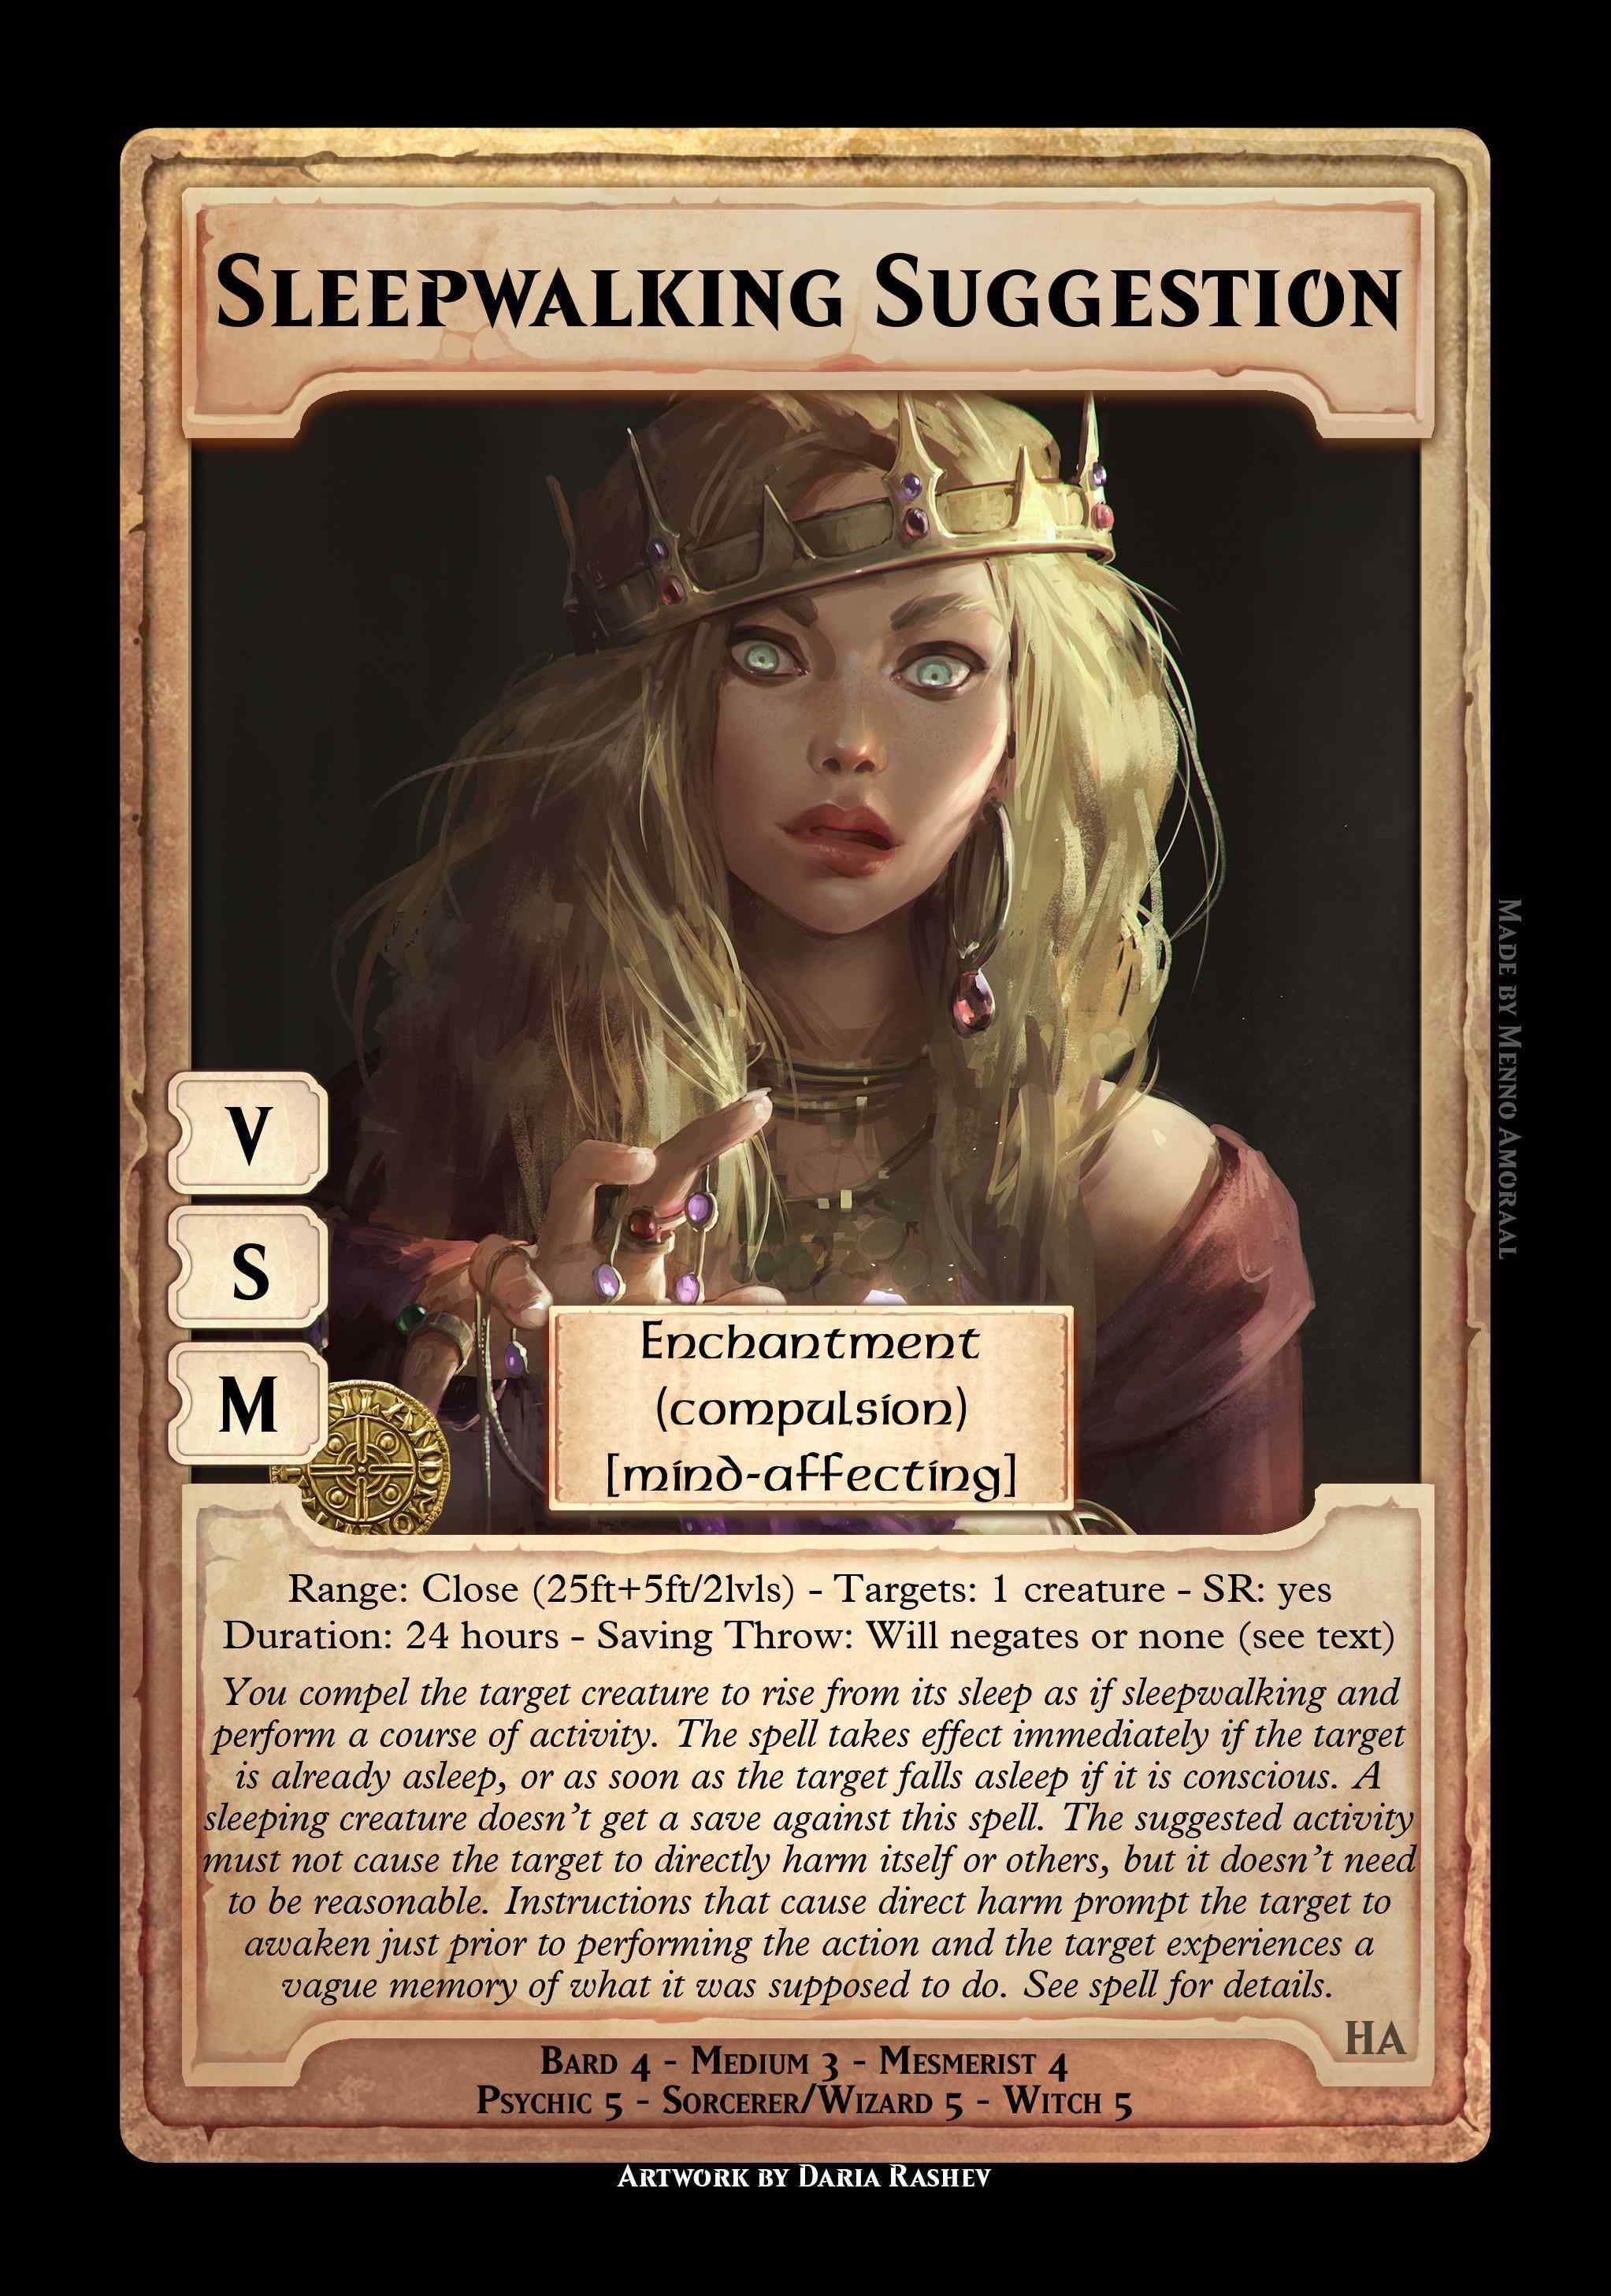 Sleepwalking Suggestion
V
S
M
Enchantment
(compulsion)
[mind-affecting]
Range: Close (25ft+5ft/2lvls) - Targets: 1 creature - SR: yes
Duration: 24 hours - Saving Throw: Will negates or none (see text)
You compel the target creature to rise from its sleep as if sleepwalking and
perform a course of activity. The spell takes effect immediately if the target
is already asleep, or as soon as the target falls asleep if it is conscious. A
sleeping creature doesn't get a save against this spell. The suggested activity
must not cause the target to directly harm itself or others, but it doesn't need
to be reasonable. Instructions that cause direct harm prompt the target to
awaken just prior to performing the action and the target experiences a
vague memory of what it was supposed to do. See spell for details.
HA
Bard 4 - Medium 3 - Mesmerist 4
Psychic 5 - Sorcerer/Wizard 5 - Witch 5
Artwork by Daria Rashev
Made by Menno Amoraal